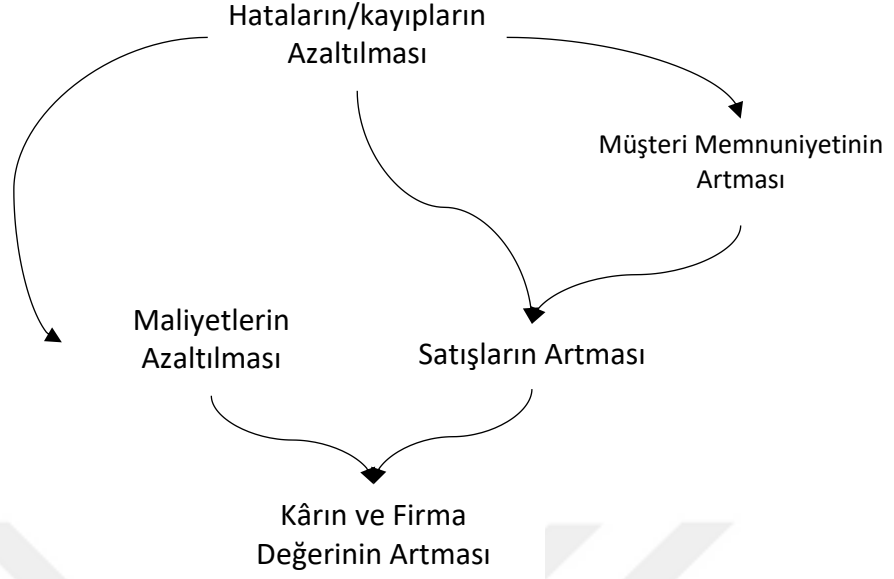 Hataların/kayıpların
Azaltılması
Müşteri Memnuniyetinin
Artması
Maliyetlerin
Azaltılması
Satışların Artması
Kârın ve Firma
Değerinin Artması